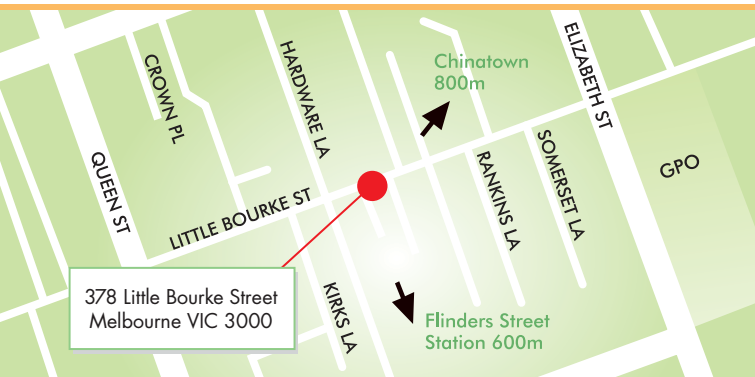 ELIZABETH ST
HARDWARE LA
CROWN PL
Chinatown
800m
QUEEN ST
SOMERSET LA
RANKINS LA
GPO
LITTLE BOURKE ST
378 Little Bourke Street
Melbourne VIC 3000
KIRKS LA
Flinders Street
Station 600m